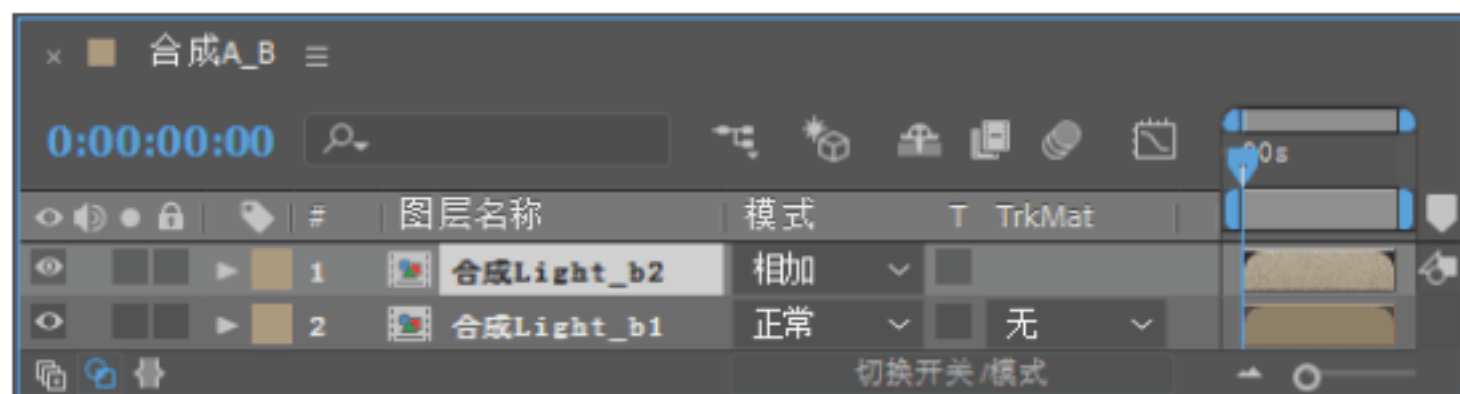 × 合成A_B ≡
0:00:00:00
00s
# 图层名称 模式 T TrkMat
1 合成Light_b2 相加
2 合成Light_b1 正常 无
切换开关/模式